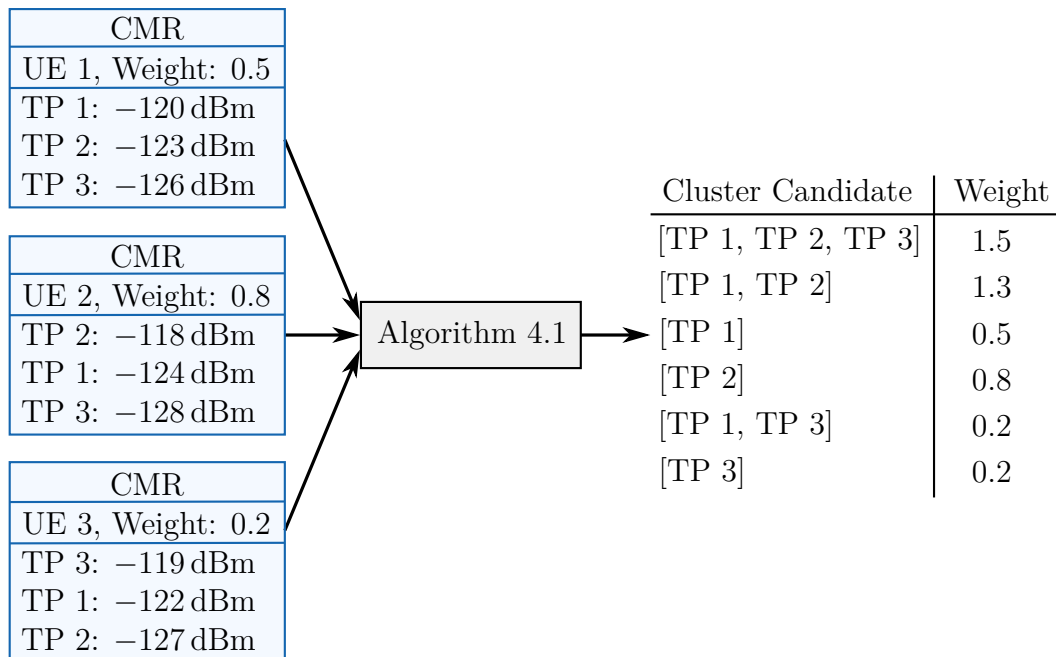 CMR
UE 1, Weight: 0.5
TP 1: −120 dBm
TP 2: −123 dBm
TP 3: −126 dBm
CMR
UE 2, Weight: 0.8
TP 2: −118 dBm
TP 1: −124 dBm
TP 3: −128 dBm
CMR
UE 3, Weight: 0.2
TP 3: −119 dBm
TP 1: −122 dBm
TP 2: −127 dBm
Algorithm 4.1
Cluster Candidate Weight
[TP 1, TP 2, TP 3] 1.5
[TP 1, TP 2] 1.3
[TP 1] 0.5
[TP 2] 0.8
[TP 1, TP 3] 0.2
[TP 3] 0.2